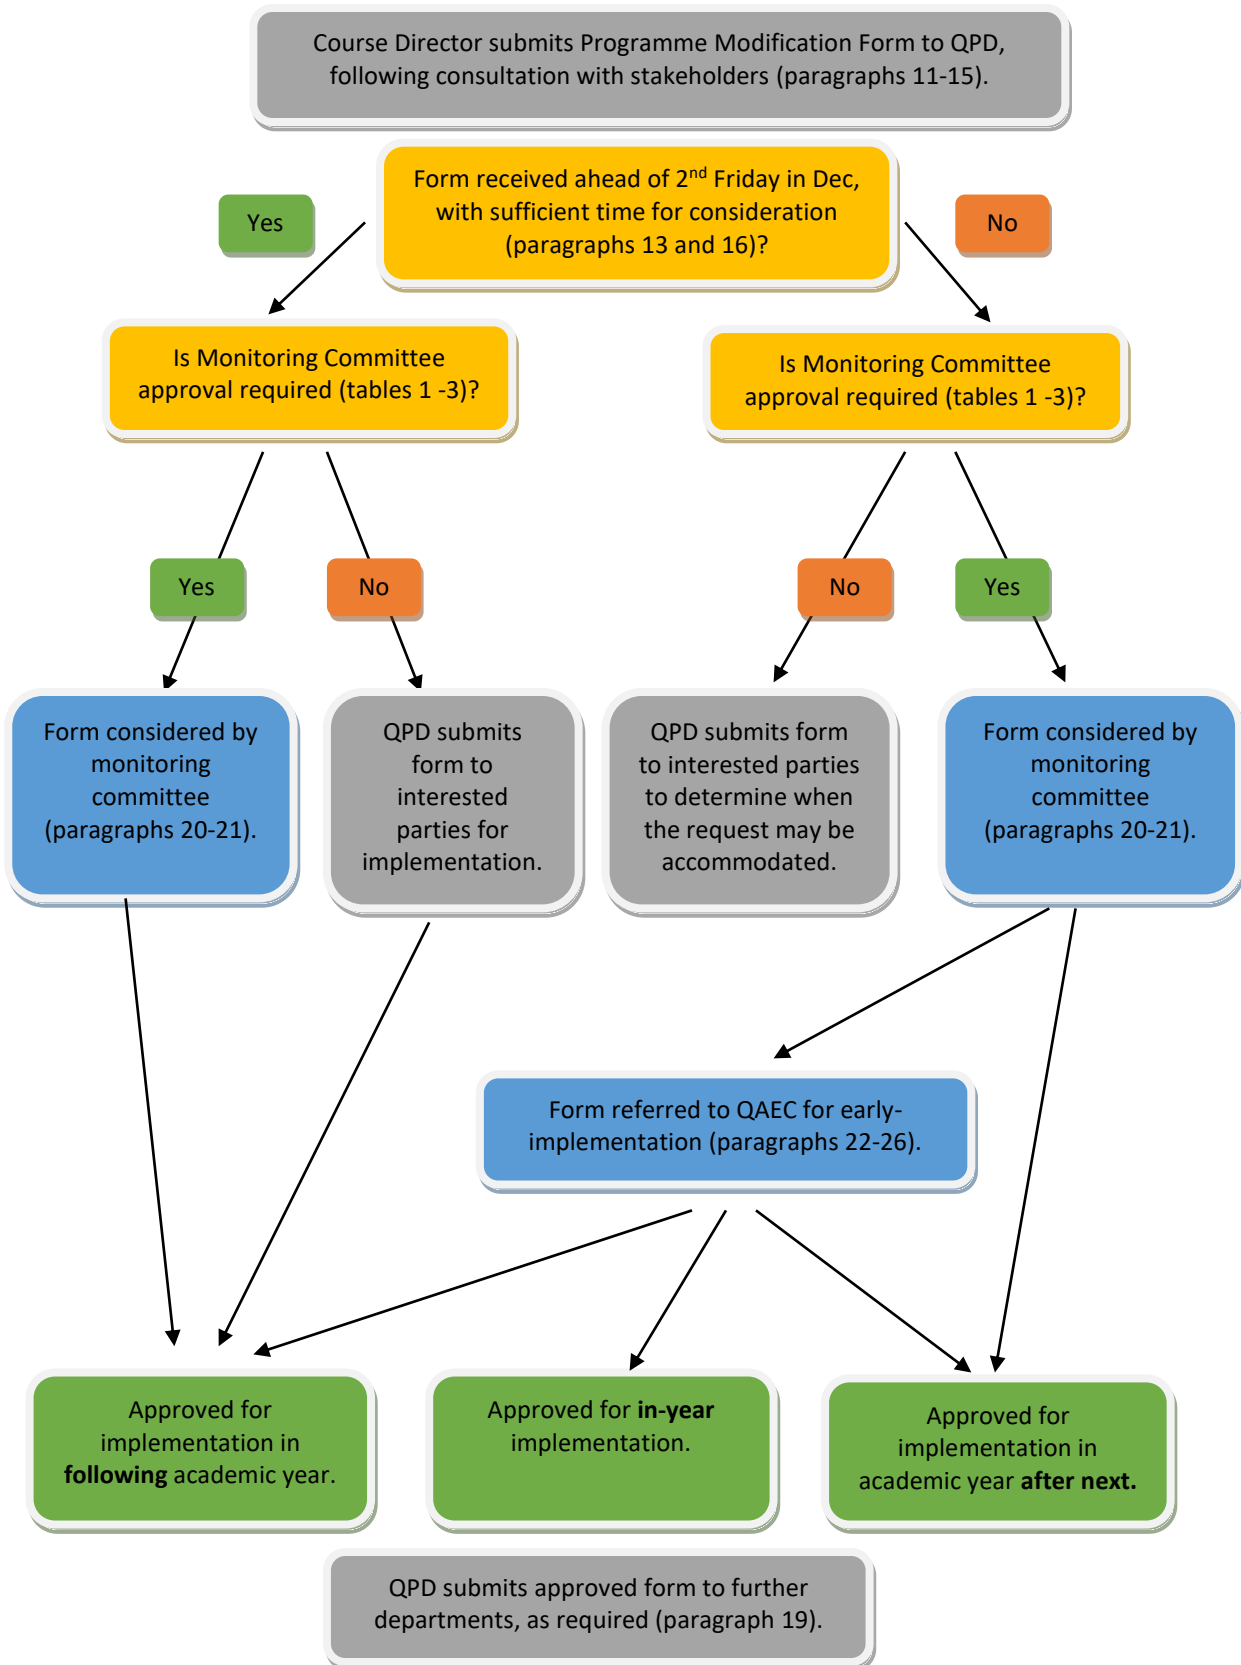 Course Director submits Programme Modification Form to QPD,
following consultation with stakeholders (paragraphs 11-15).
Form received ahead of 2nd Friday in Dec,
with sufficient time for consideration
(paragraphs 13 and 16)?
Yes
No
Is Monitoring Committee
approval required (tables 1 -3)?
Is Monitoring Committee
approval required (tables 1 -3)?
Yes
No
No
Yes
Form considered by
monitoring
committee
(paragraphs 20-21).
QPD submits
form to
interested
parties for
implementation.
QPD submits form
to interested parties
to determine when
the request may be
accommodated.
Form considered by
monitoring
committee
(paragraphs 20-21).
Form referred to QAEC for early-
implementation (paragraphs 22-26).
Approved for
implementation in
following academic year.
Approved for in-year
implementation.
Approved for
implementation in
academic year after next.
QPD submits approved form to further
departments, as required (paragraph 19).